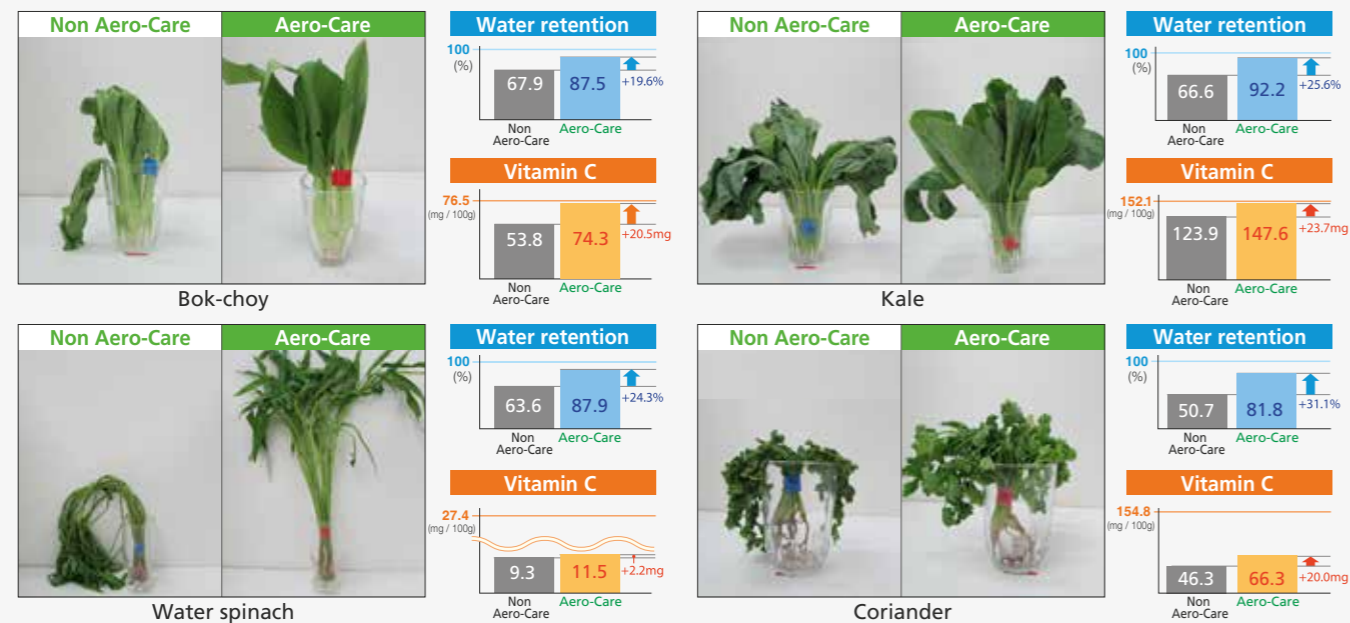 Non Aero-Care
Aero-Care
Water retention
100
(%)
67.9
87.5
+19.6%
Non
Aero-Care
Aero-Care
Vitamin C
76.5
(mg / 100g)
53.8
74.3
+20.5mg
Non
Aero-Care
Aero-Care
Bok-choy
Non Aero-Care
Aero-Care
Water retention
100
(%)
66.6
92.2
+25.6%
Non
Aero-Care
Aero-Care
Vitamin C
152.1
(mg / 100g)
123.9
147.6
+23.7mg
Non
Aero-Care
Aero-Care
Kale
Non Aero-Care
Aero-Care
Water retention
100
(%)
63.6
87.9
+24.3%
Non
Aero-Care
Aero-Care
Vitamin C
27.4
(mg / 100g)
9.3
11.5
+2.2mg
Non
Aero-Care
Aero-Care
Water spinach
Non Aero-Care
Aero-Care
Water retention
100
(%)
50.7
81.8
+31.1%
Non
Aero-Care
Aero-Care
Vitamin C
154.8
(mg / 100g)
46.3
66.3
+20.0mg
Non
Aero-Care
Aero-Care
Coriander